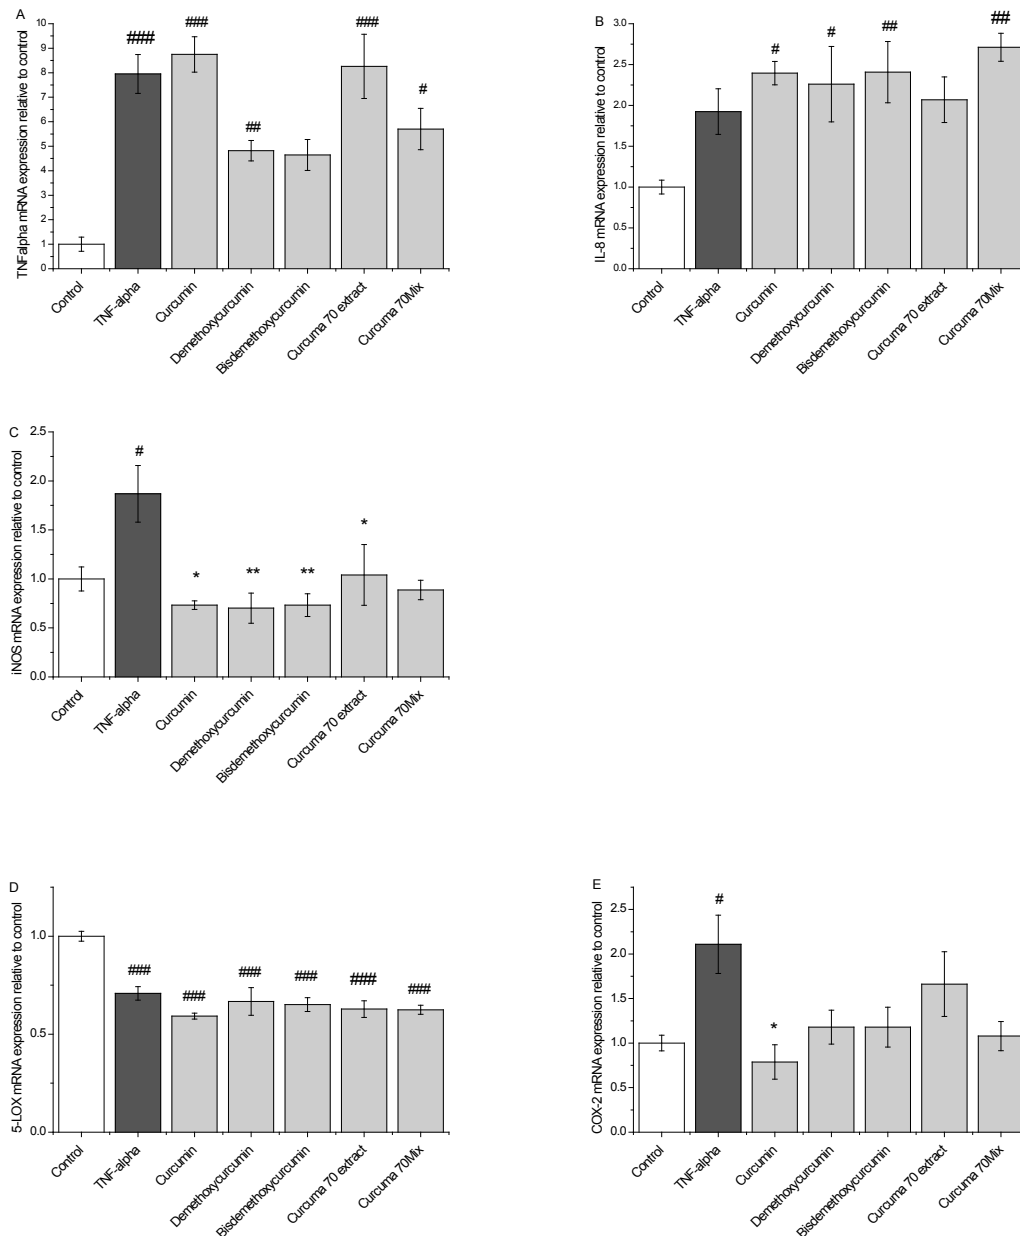 A
TNFalpha mRNA expression relative to control
10
9
8
7
6
5
4
3
2
1
0
###
###
##
###
#
Control
TNF-alpha
Curcumin
Demethoxycurcumin
Bisdemethoxycurcumin
Curcuma 70 extract
Curcuma 70Mix
B
IL-8 mRNA expression relative to control
3.0
2.5
2.0
1.0
0.0
#
#
##
##
Control
TNF-alpha
Curcumin
Demethoxycurcumin
Bisdemethoxycurcumin
Curcuma 70 extract
Curcuma 70Mix
C
iNOS mRNA expression relative to control
2.5
2.0
1.5
1.0
0.5
0.0
#
*
**
**
*
Control
TNF-alpha
Curcumin
Demethoxycurcumin
Bisdemethoxycurcumin
Curcuma 70 extract
Curcuma 70Mix
D
5-LOX mRNA expression relative to control
1.0
0.5
0.0
###
###
###
###
###
###
Control
TNF-alpha
Curcumin
Demethoxycurcumin
Bisdemethoxycurcumin
Curcuma 70 extract
Curcuma 70Mix
E
COX-2 mRNA expression relative to control
2.5
2.0
1.5
1.0
0.5
0.0
#
*
Control
TNF-alpha
Curcumin
Demethoxycurcumin
Bisdemethoxycurcumin
Curcuma 70 extract
Curcuma 70Mix